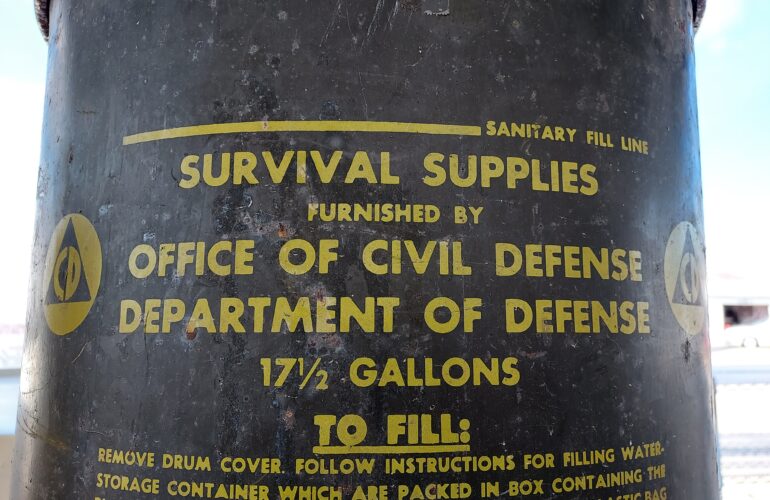 SANITARY FILL LINE
SURVIVAL SUPPLIES
FURNISHED BY
OFFICE OF CIVIL DEFENSE
CD
CD
DEPARTMENT OF DEFENSE
17½ GALLONS
TO FILL:
REMOVE DRUM COVER. FOLLOW INSTRUCTIONS FOR FILLING WATER-
STORAGE CONTAINER WHICH ARE PACKED IN BOX CONTAINING THE
BAG